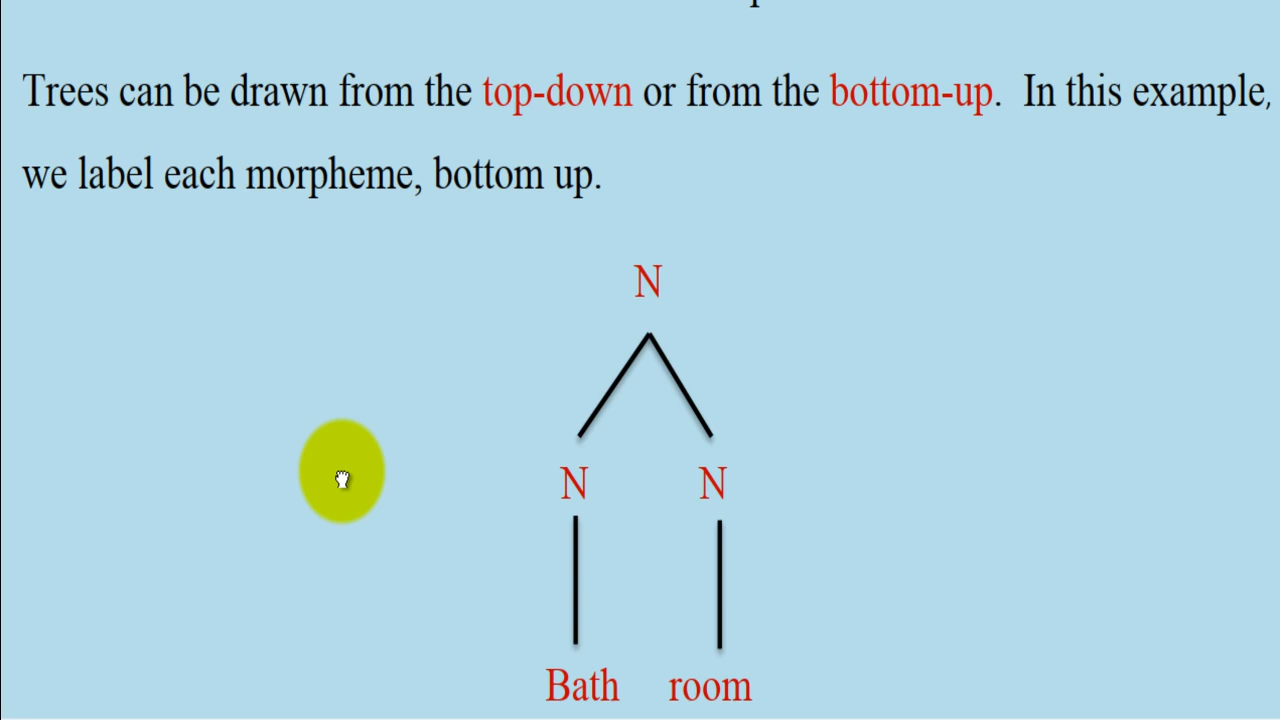 Trees can be drawn from the top-down or from the bottom-up. In this example,
we label each morpheme, bottom up.
N
N N
Bath room